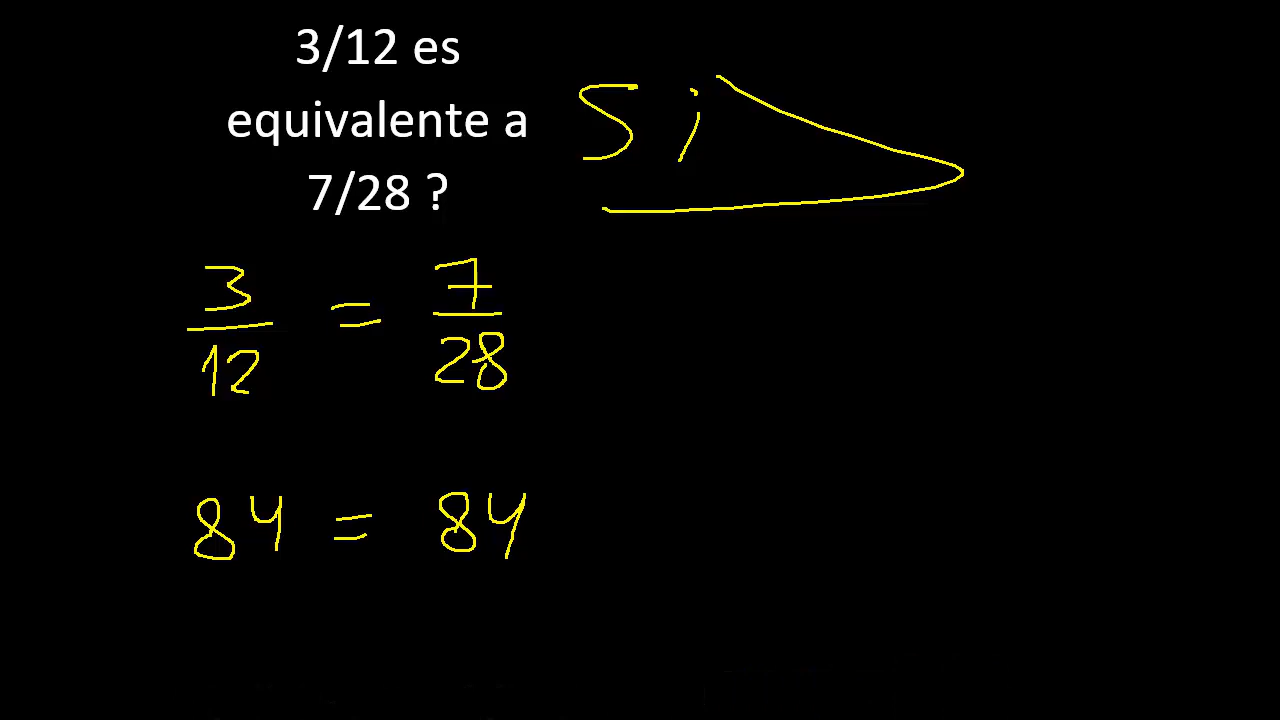 3/12 es
equivalente a
7/28 ?
Si
3/12 = 7/28
84 = 84